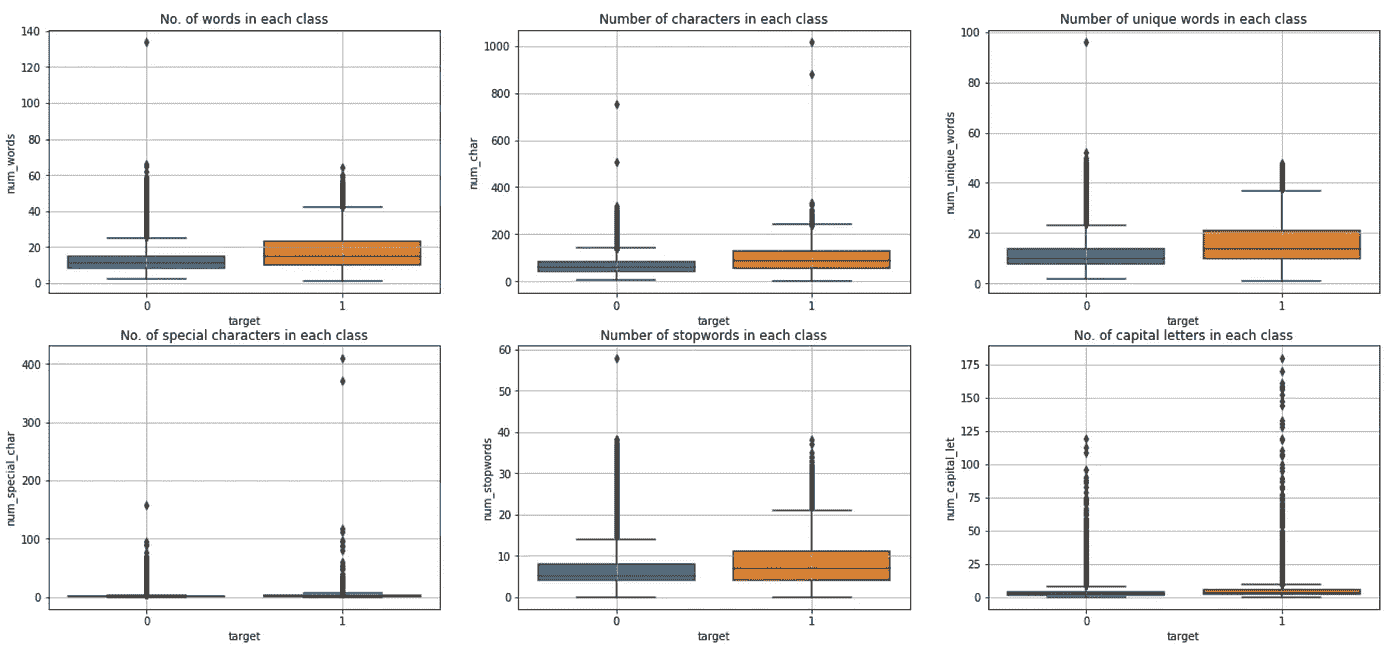 No. of words in each class
140
120
100
80
60
40
20
0
num_words
0
1
target
Number of characters in each class
1000
800
600
400
200
0
num_char
0
1
target
Number of unique words in each class
100
80
60
40
20
0
num_unique_words
0
1
target
No. of special characters in each class
400
300
200
100
0
num_special_char
0
1
target
Number of stopwords in each class
60
50
40
30
20
10
0
num_stopwords
0
1
target
No. of capital letters in each class
175
150
125
100
75
50
25
0
num_capital_let
0
1
target